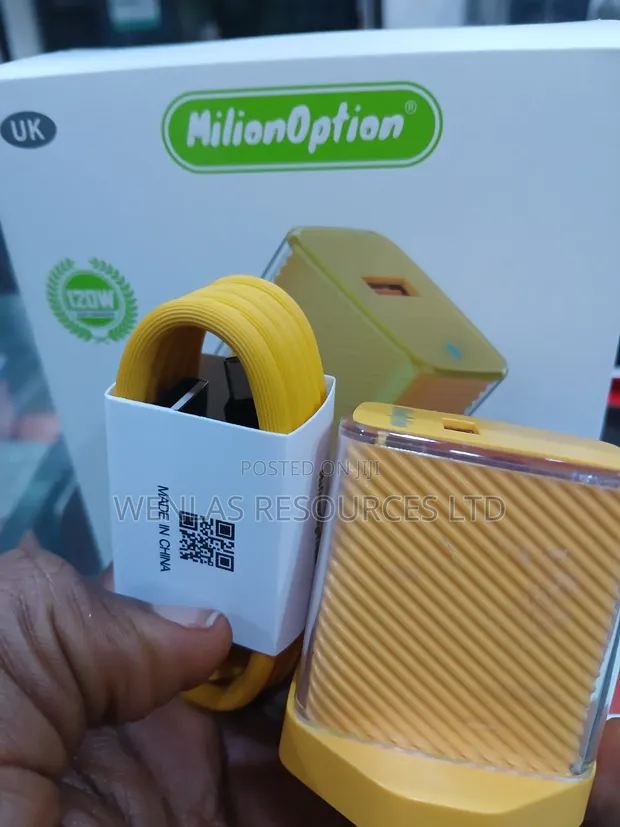 UK
MilionOption®
120W
POSTED ON JIJI
WENLAS RESOURCES LTD
MADE IN CHINA